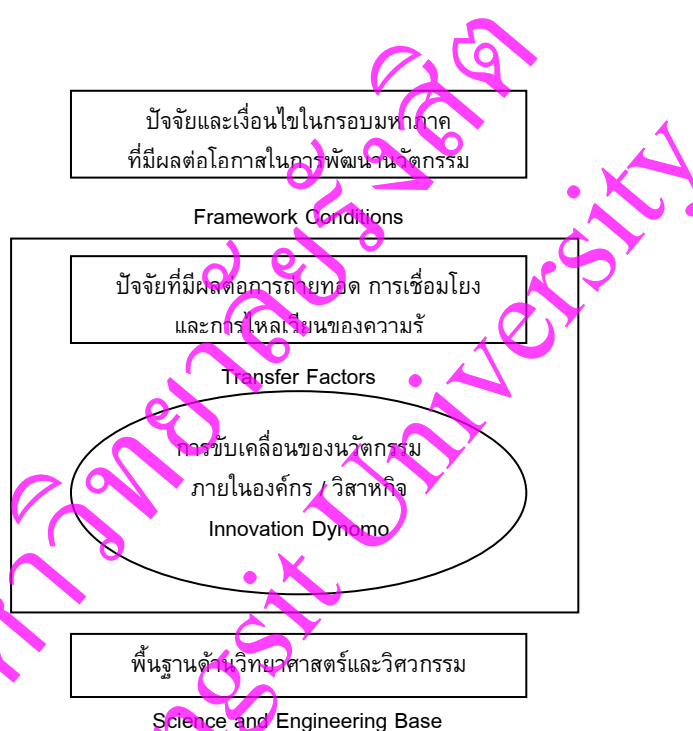 ปัจจัยและเงื่อนไขในกรอบมหาภาค
ที่มีผลต่อโอกาสในการพัฒนานวัตกรรม
Framework Conditions
ปัจจัยที่มีผลต่อการถ่ายทอด การเชื่อมโยง
และการไหลเวียนของความรั
Transfer Factors
การขับเคลื่อนของนวัตกรรม
ภายในองค์กร / วิสาหกิจ
Innovation Dynomo
พื้นฐานด้านวิทยาศาสตร์และวิศวกรรม
Science and Engineering Base
าวิทยาลัยรังสิต
ngsit University